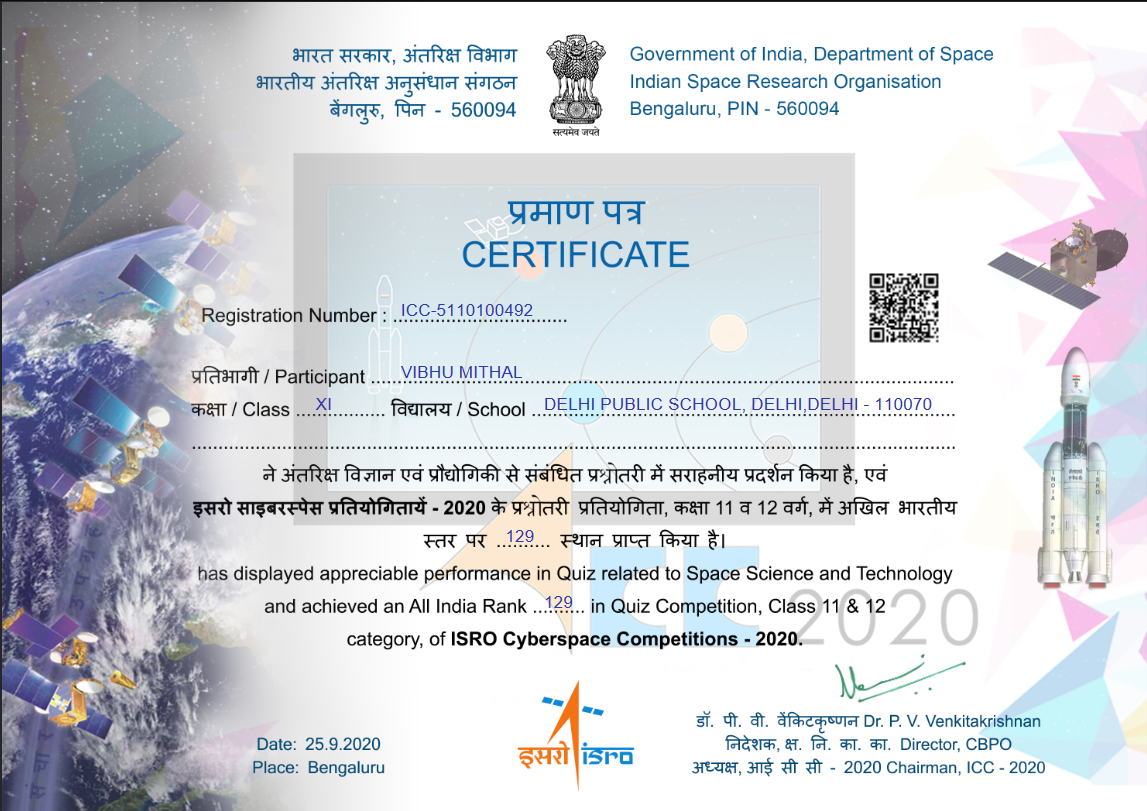 भारत सरकार, अंतरिक्ष विभाग
भारतीय अंतरिक्ष अनुसंधान संगठन
बेंगलुरु, पिन - 560094
सत्यमेव जयते
Government of India, Department of Space
Indian Space Research Organisation
Bengaluru, PIN - 560094
प्रमाण पत्र
CERTIFICATE
Registration Number : ICC-5110100492
प्रतिभागी / Participant VIBHU MITHAL
कक्षा / Class XI विद्यालय / School DELHI PUBLIC SCHOOL, DELHI,DELHI - 110070
ने अंतरिक्ष विज्ञान एवं प्रौद्योगिकी से संबंधित प्रश्नोतरी में सराहनीय प्रदर्शन किया है, एवं
इसरो साइबरस्पेस प्रतियोगितायें - 2020 के प्रश्नोतरी प्रतियोगिता, कक्षा 11 व 12 वर्ग, में अखिल भारतीय
स्तर पर 129 स्थान प्राप्त किया है।
has displayed appreciable performance in Quiz related to Space Science and Technology
and achieved an All India Rank 129 in Quiz Competition, Class 11 & 12
category, of ISRO Cyberspace Competitions - 2020.
ICC 2020
INDIA भारत
ISRO इसरो
Date: 25.9.2020
Place: Bengaluru
इसरो isro
डॉ. पी. वी. वेंकिटकृष्णन Dr. P. V. Venkitakrishnan
निदेशक, क्ष. नि. का. का. Director, CBPO
अध्यक्ष, आई सी सी - 2020 Chairman, ICC - 2020